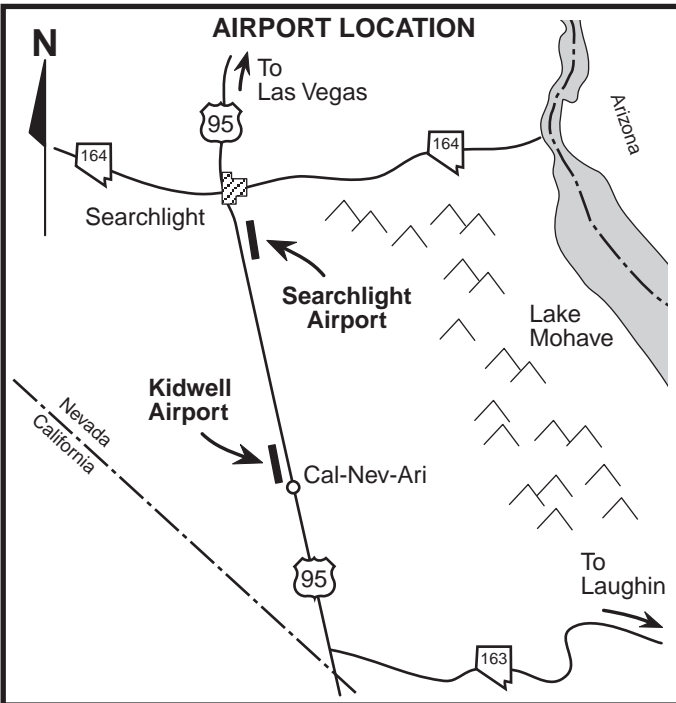 AIRPORT LOCATION
N
To
Las Vegas
95
164
164
Arizona
Searchlight
Searchlight
Airport
Lake
Mohave
Kidwell
Airport
Nevada
California
Cal-Nev-Ari
95
To
Laughin
163